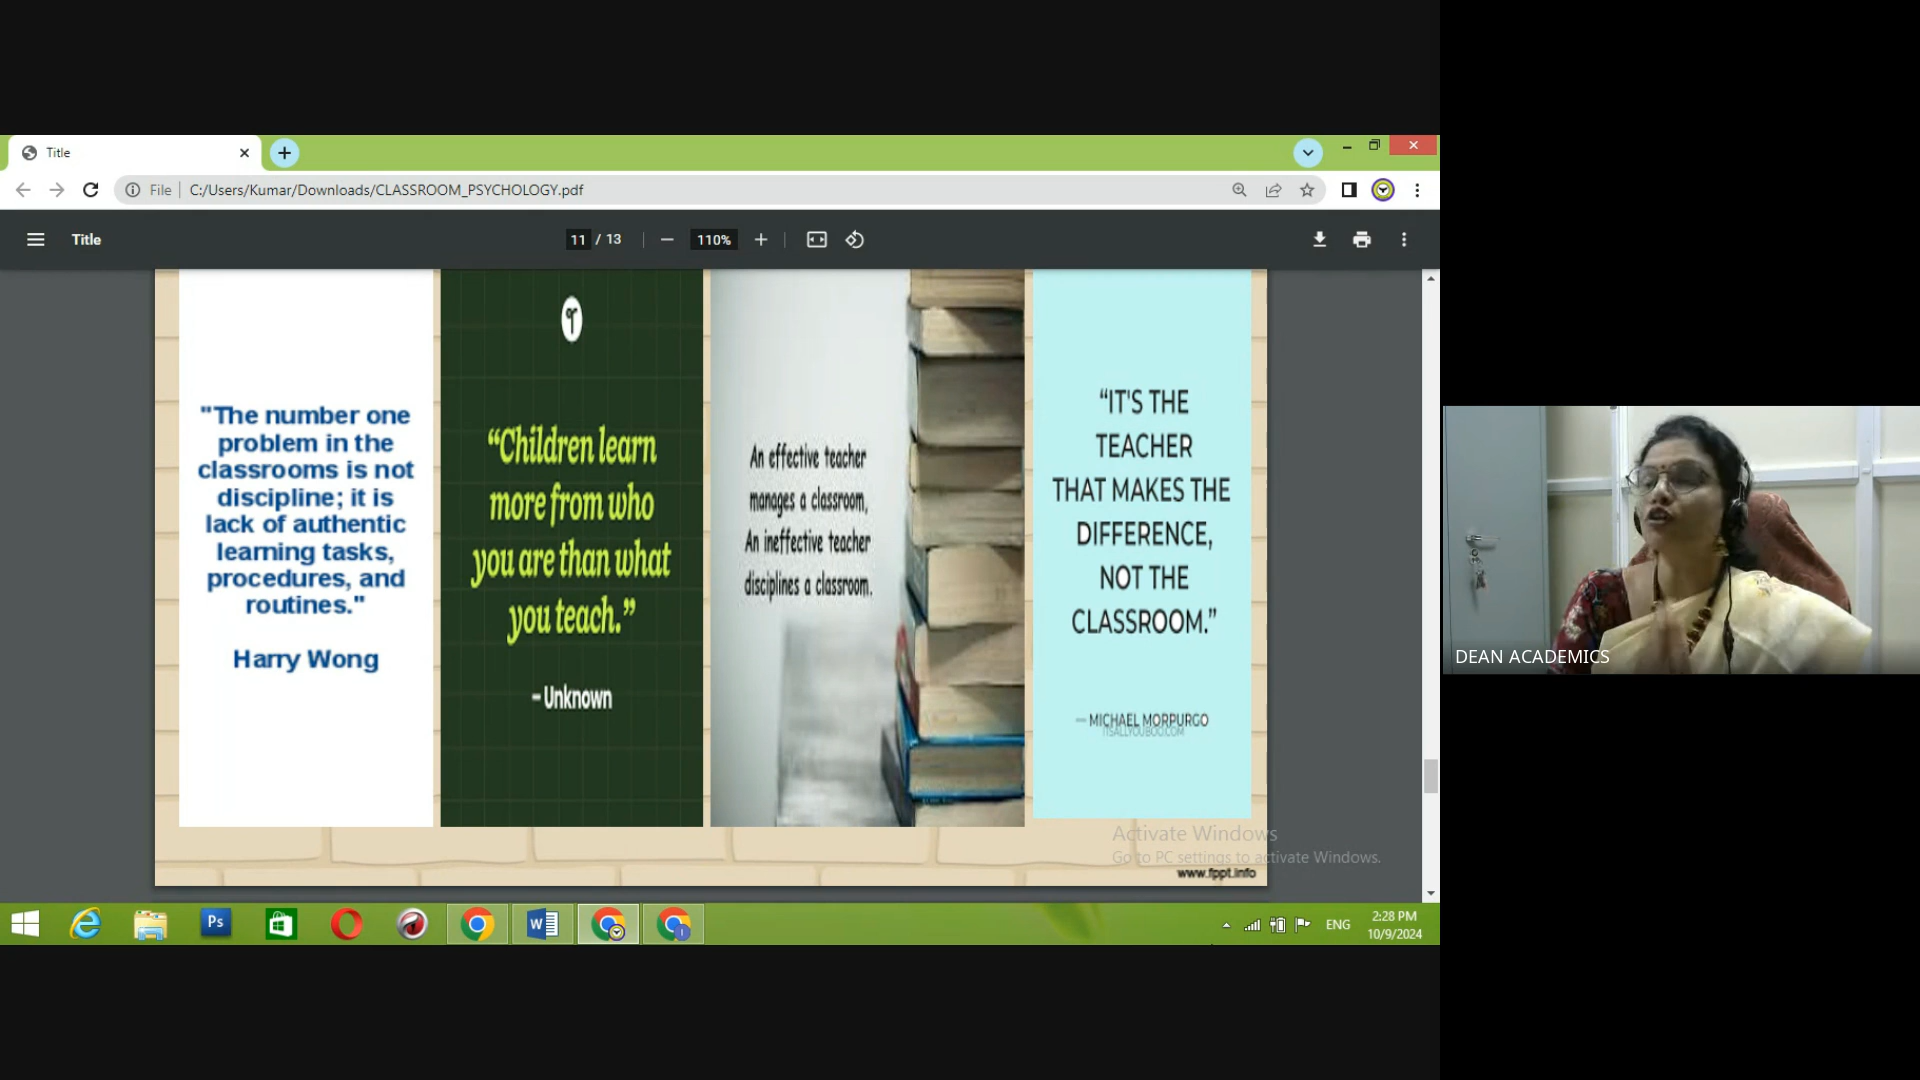 Title
File
C:/Users/Kumar/Downloads/CLASSROOM_PSYCHOLOGY.pdf
Title
11 / 13
110%
"The number one
problem in the
classrooms is not
discipline; it is
lack of authentic
learning tasks,
procedures, and
routines."
Harry Wong
“Children learn
more from who
you are than what
you teach.”
– Unknown
An effective teacher
manages a classroom,
An ineffective teacher
disciplines a classroom.
“IT'S THE
TEACHER
THAT MAKES THE
DIFFERENCE,
NOT THE
CLASSROOM.”
— MICHAEL MORPURGO
ITSALLYOUBOO.COM
Activate Windows
Go to PC settings to activate Windows.
www.fppt.info
DEAN ACADEMICS
Ps
W
ENG
2:28 PM
10/9/2024